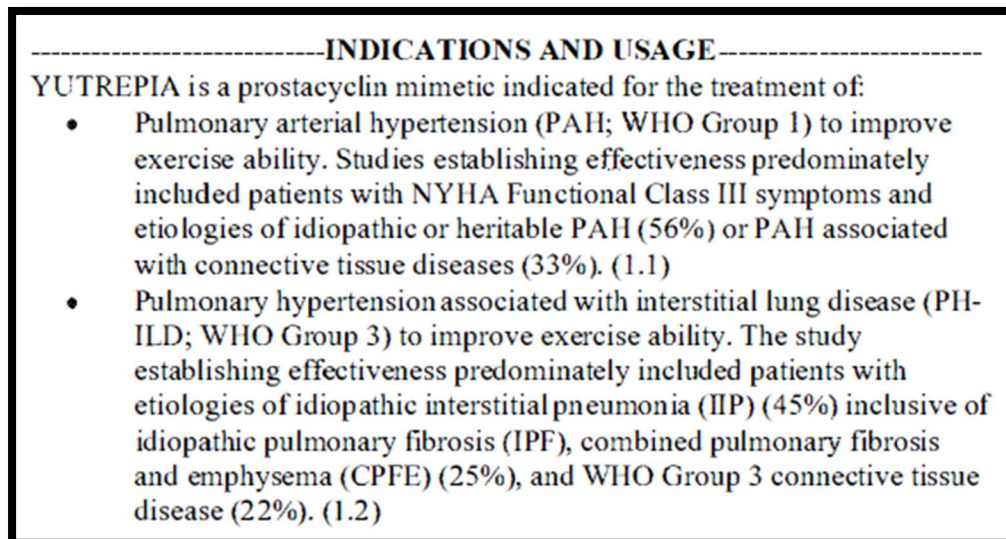 -----------------------------INDICATIONS AND USAGE--------------------------
YUTREPIA is a prostacyclin mimetic indicated for the treatment of:
• Pulmonary arterial hypertension (PAH; WHO Group 1) to improve
exercise ability. Studies establishing effectiveness predominately
included patients with NYHA Functional Class III symptoms and
etiologies of idiopathic or heritable PAH (56%) or PAH associated
with connective tissue diseases (33%). (1.1)
• Pulmonary hypertension associated with interstitial lung disease (PH-
ILD; WHO Group 3) to improve exercise ability. The study
establishing effectiveness predominately included patients with
etiologies of idiopathic interstitial pneumonia (IIP) (45%) inclusive of
idiopathic pulmonary fibrosis (IPF), combined pulmonary fibrosis
and emphysema (CPFE) (25%), and WHO Group 3 connective tissue
disease (22%). (1.2)